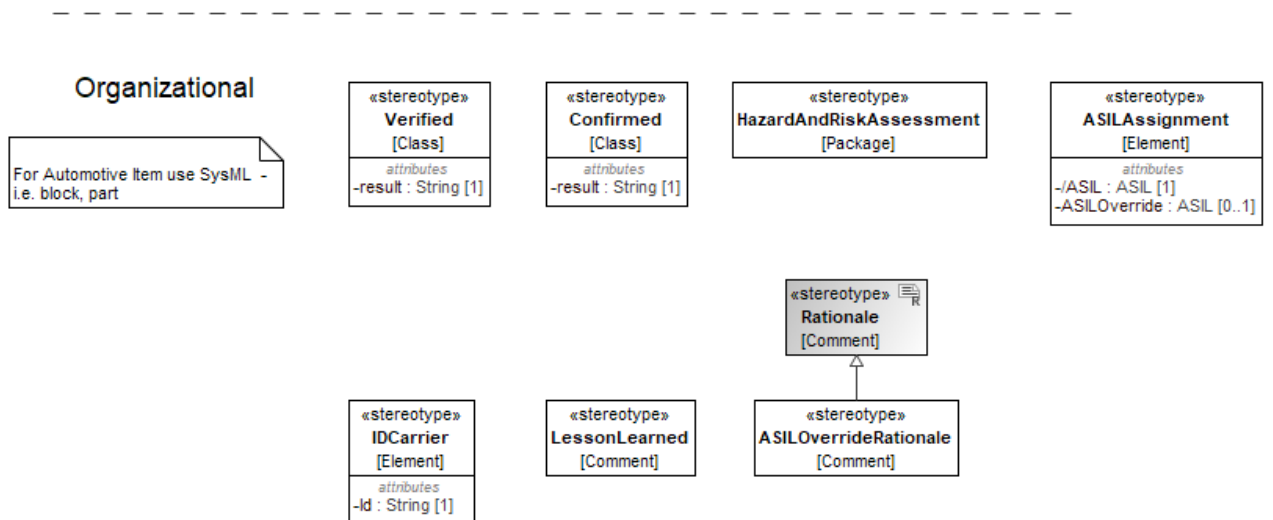 Organizational
For Automotive Item use SysML -
i.e. block, part
«stereotype»
Verified
[Class]
attributes
-result : String [1]
«stereotype»
Confirmed
[Class]
attributes
-result : String [1]
«stereotype»
HazardAndRiskAssessment
[Package]
«stereotype»
ASILAssignment
[Element]
attributes
-/ASIL : ASIL [1]
-ASILOverride : ASIL [0..1]
«stereotype»
R
Rationale
[Comment]
«stereotype»
IDCarrier
[Element]
attributes
-Id : String [1]
«stereotype»
LessonLearned
[Comment]
«stereotype»
ASILOverrideRationale
[Comment]